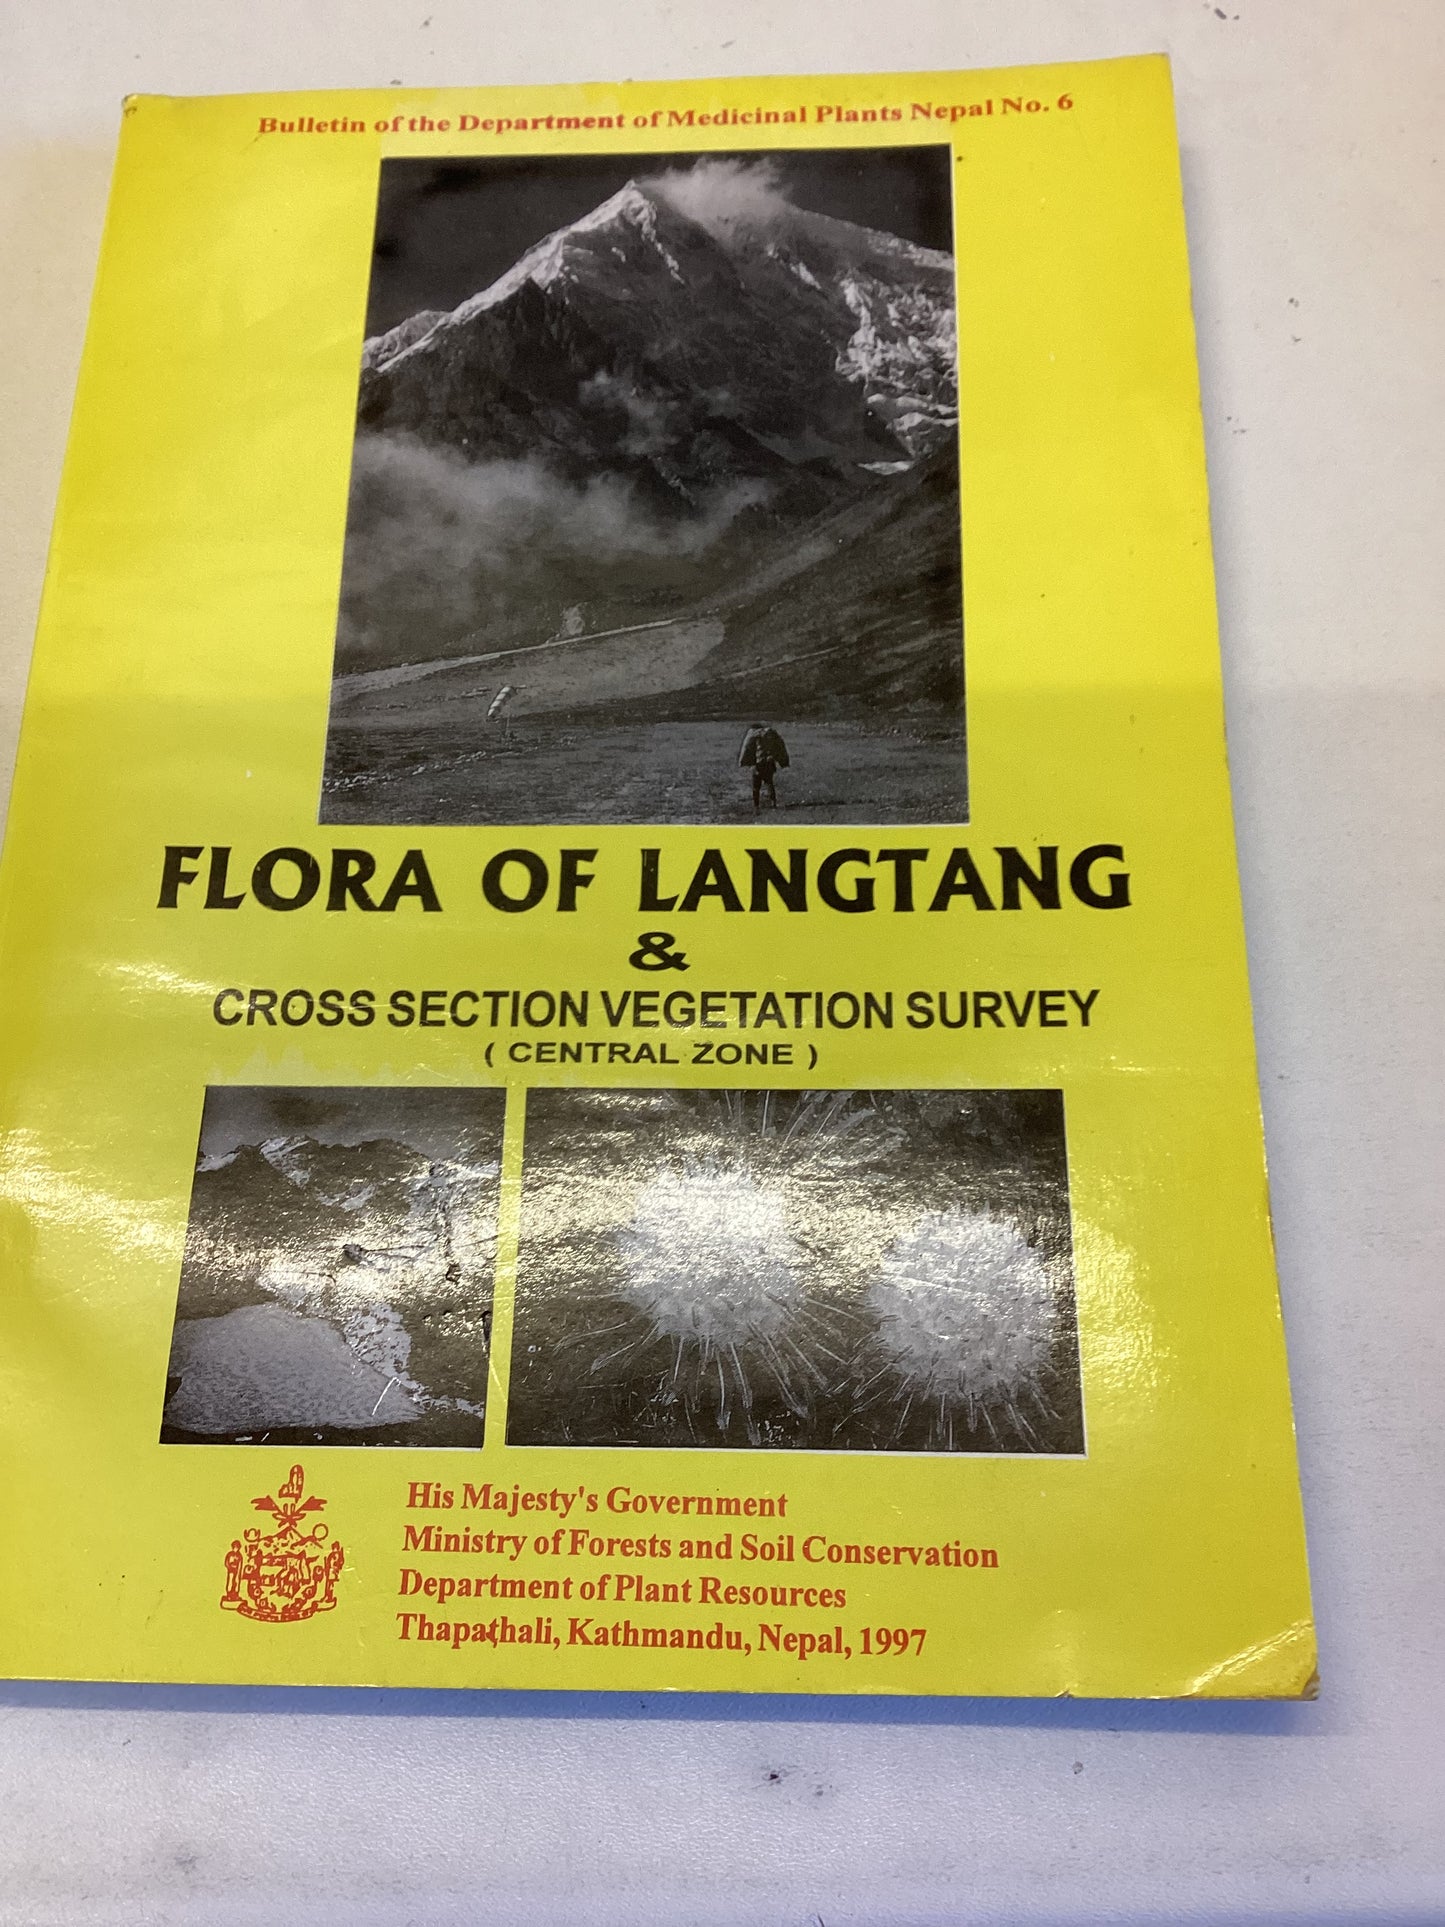 Bulletin of the Department of Medicinal Plants Nepal No. 6
FLORA OF LANGTANG
&
CROSS SECTION VEGETATION SURVEY
( CENTRAL ZONE )
His Majesty's Government
Ministry of Forests and Soil Conservation
Department of Plant Resources
Thapathali, Kathmandu, Nepal, 1997